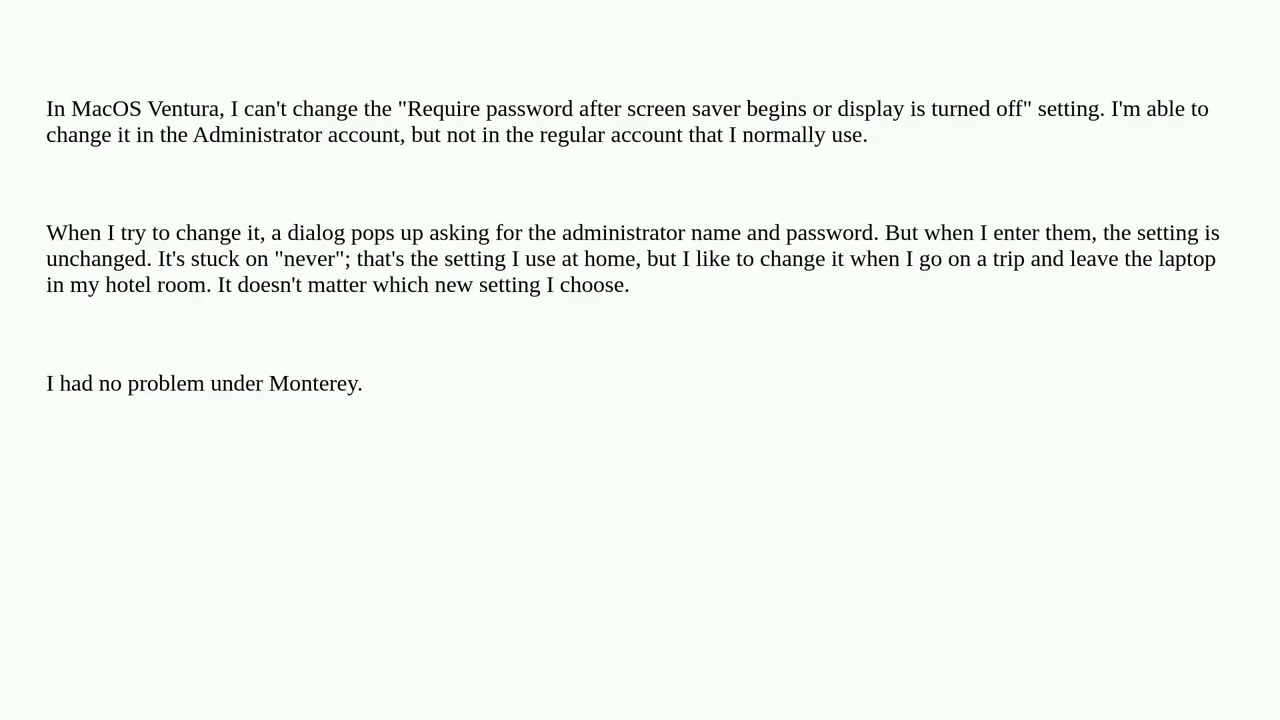 In MacOS Ventura, I can't change the "Require password after screen saver begins or display is turned off" setting. I'm able to
change it in the Administrator account, but not in the regular account that I normally use.
When I try to change it, a dialog pops up asking for the administrator name and password. But when I enter them, the setting is
unchanged. It's stuck on "never"; that's the setting I use at home, but I like to change it when I go on a trip and leave the laptop
in my hotel room. It doesn't matter which new setting I choose.
I had no problem under Monterey.